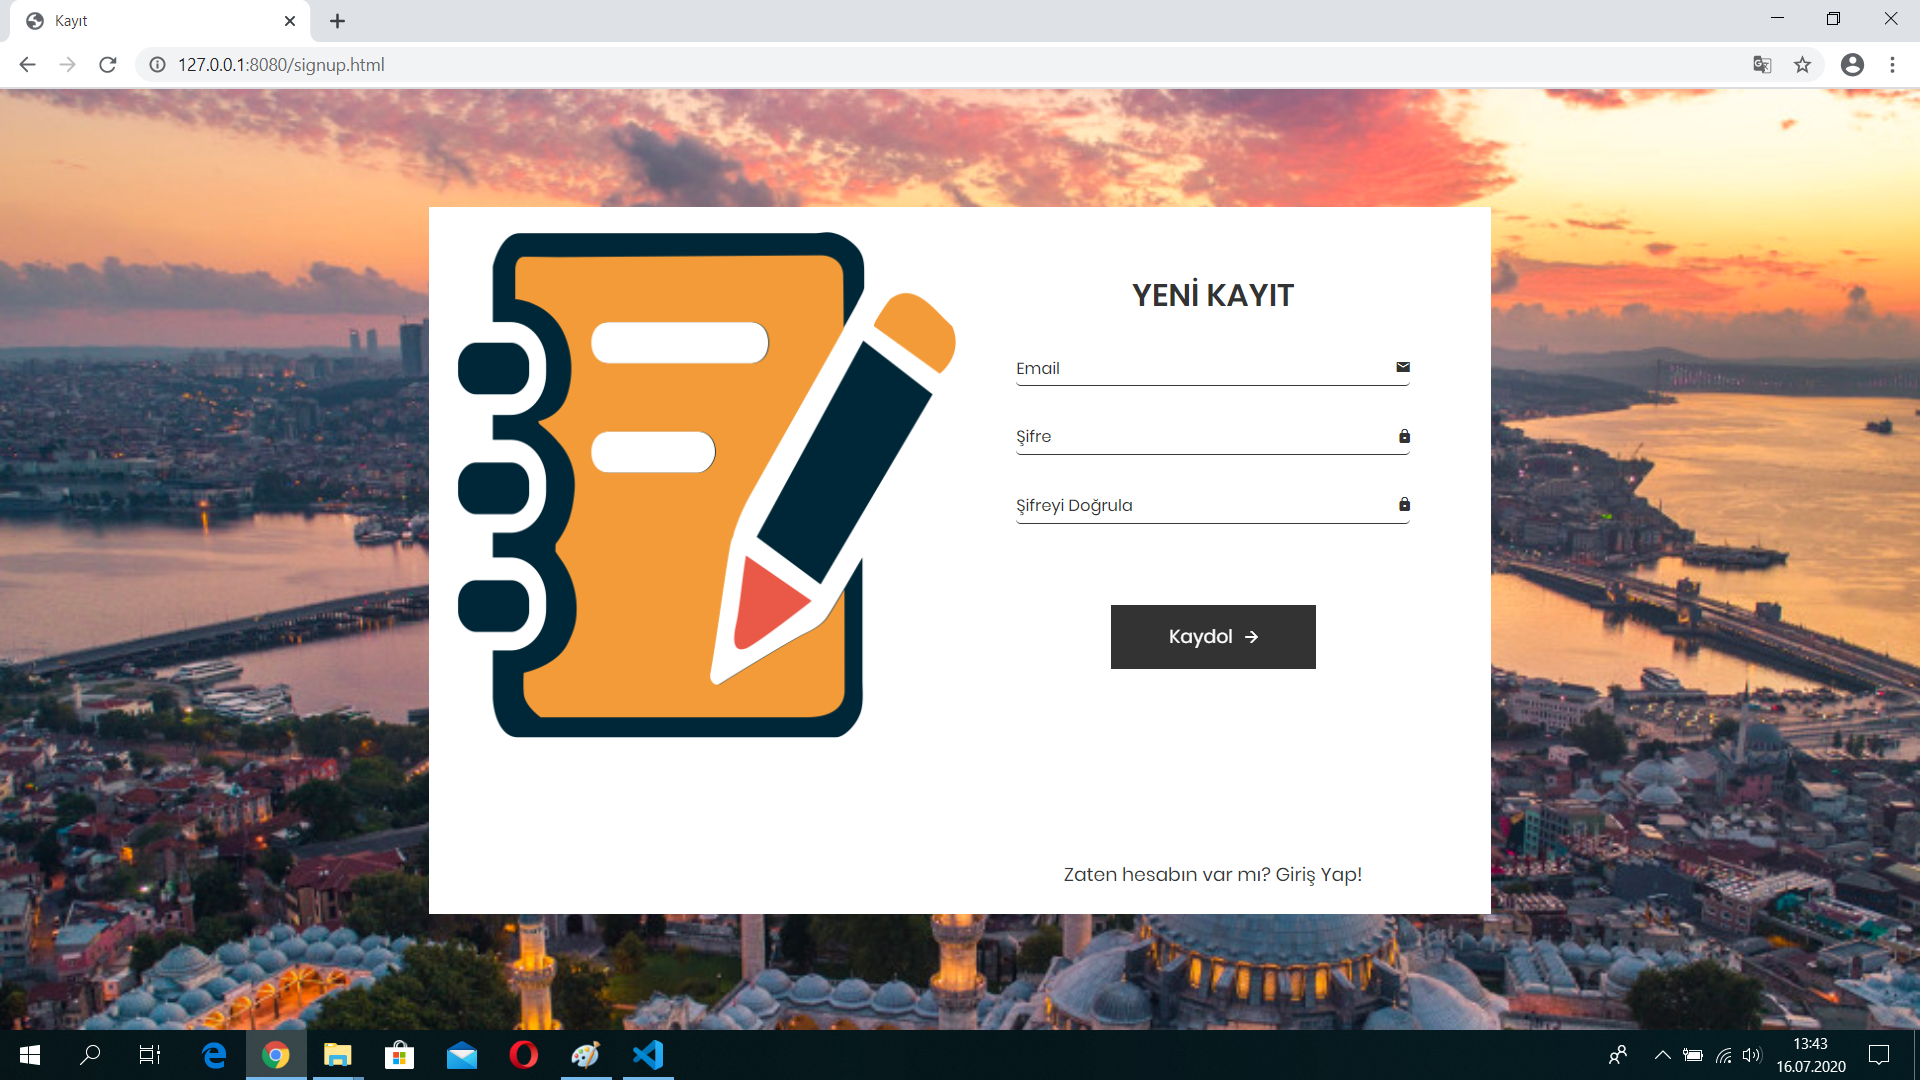 Kayıt
127.0.0.1:8080/signup.html
YENİ KAYIT
Email
Şifre
Şifreyi Doğrula
Kaydol
Zaten hesabın var mı? Giriş Yap!
13:43
16.07.2020